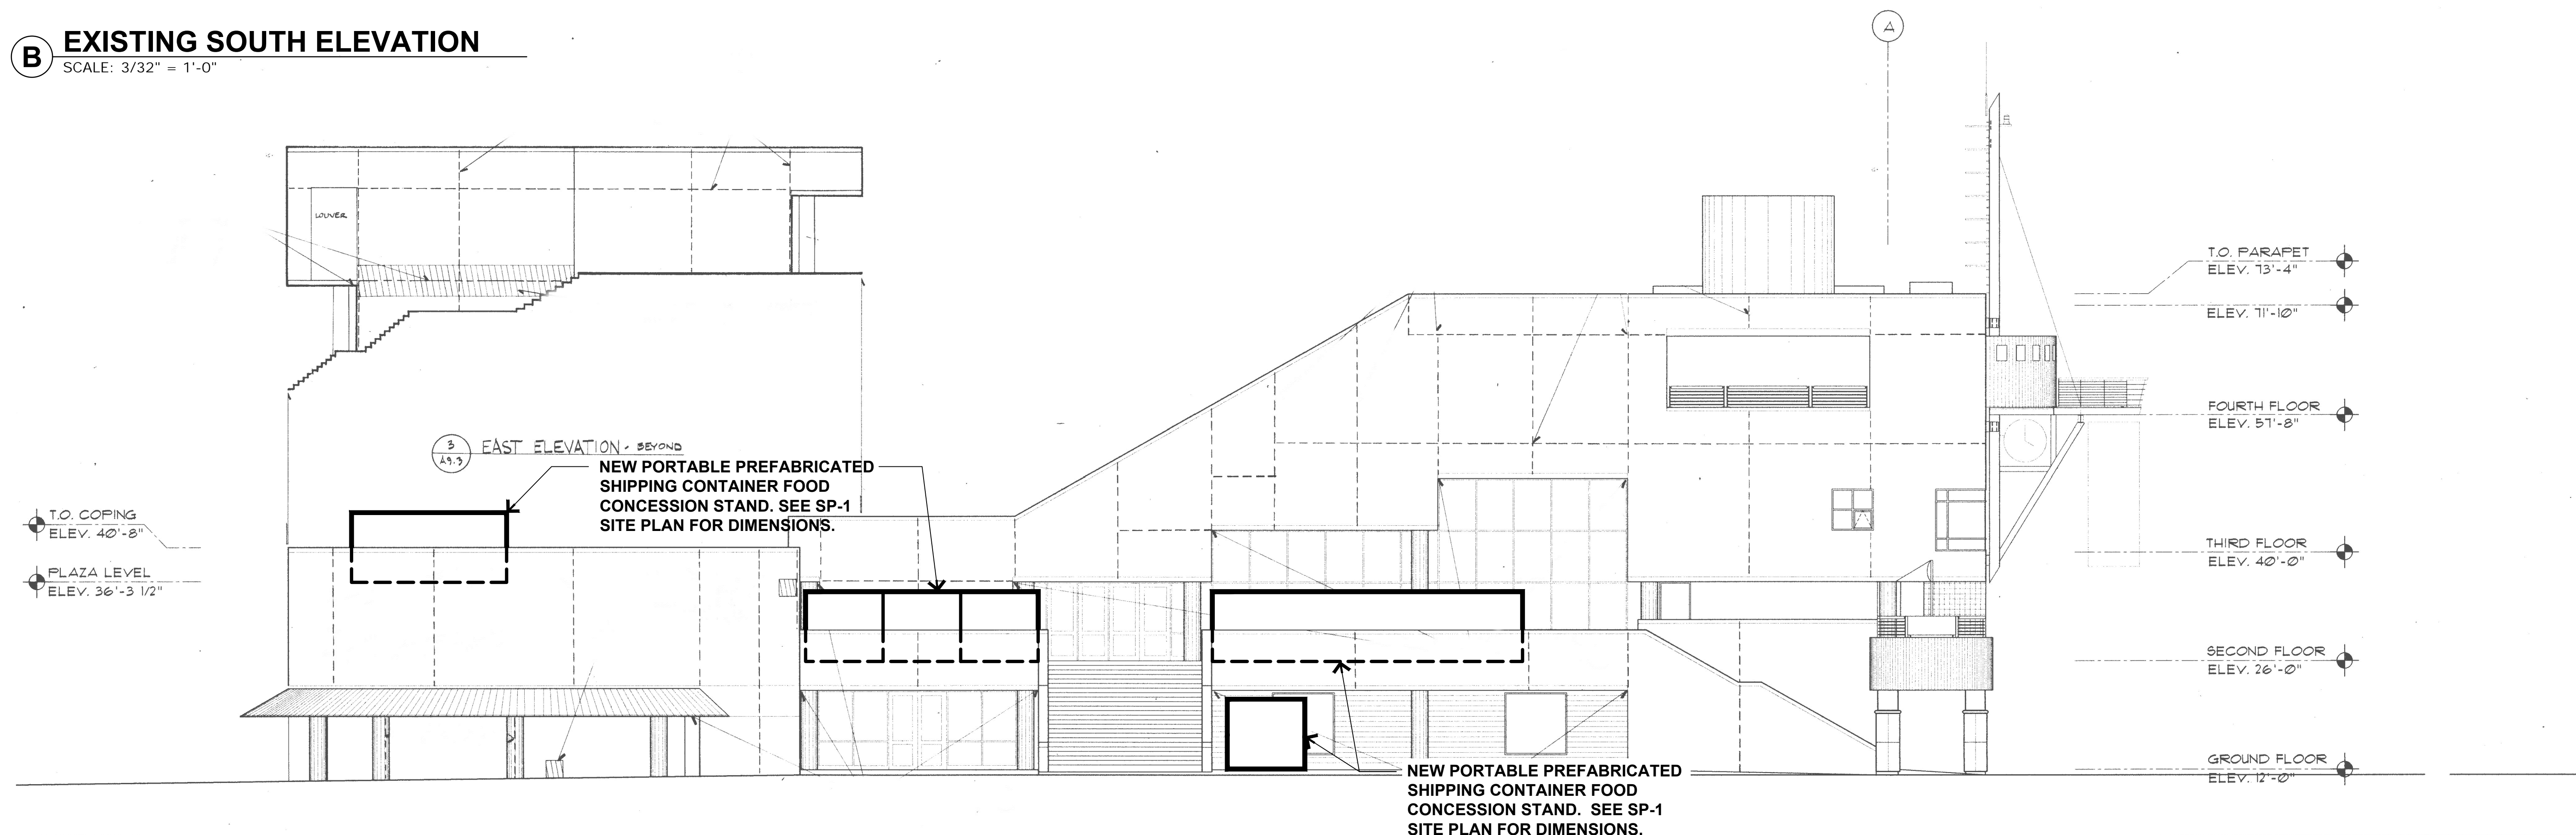 B
EXISTING SOUTH ELEVATION
SCALE: 3/32" = 1'-0"
A
LOUVER
T.O. PARAPET
ELEV. 73'-4"
ELEV. 71'-10"
FOURTH FLOOR
ELEV. 57'-8"
3
A9.3
EAST ELEVATION - BEYOND
NEW PORTABLE PREFABRICATED
SHIPPING CONTAINER FOOD
CONCESSION STAND. SEE SP-1
SITE PLAN FOR DIMENSIONS.
T.O. COPING
ELEV. 40'-8"
THIRD FLOOR
ELEV. 40'-0"
PLAZA LEVEL
ELEV. 36'-3 1/2"
SECOND FLOOR
ELEV. 26'-0"
GROUND FLOOR
ELEV. 12'-0"
NEW PORTABLE PREFABRICATED
SHIPPING CONTAINER FOOD
CONCESSION STAND. SEE SP-1
SITE PLAN FOR DIMENSIONS.